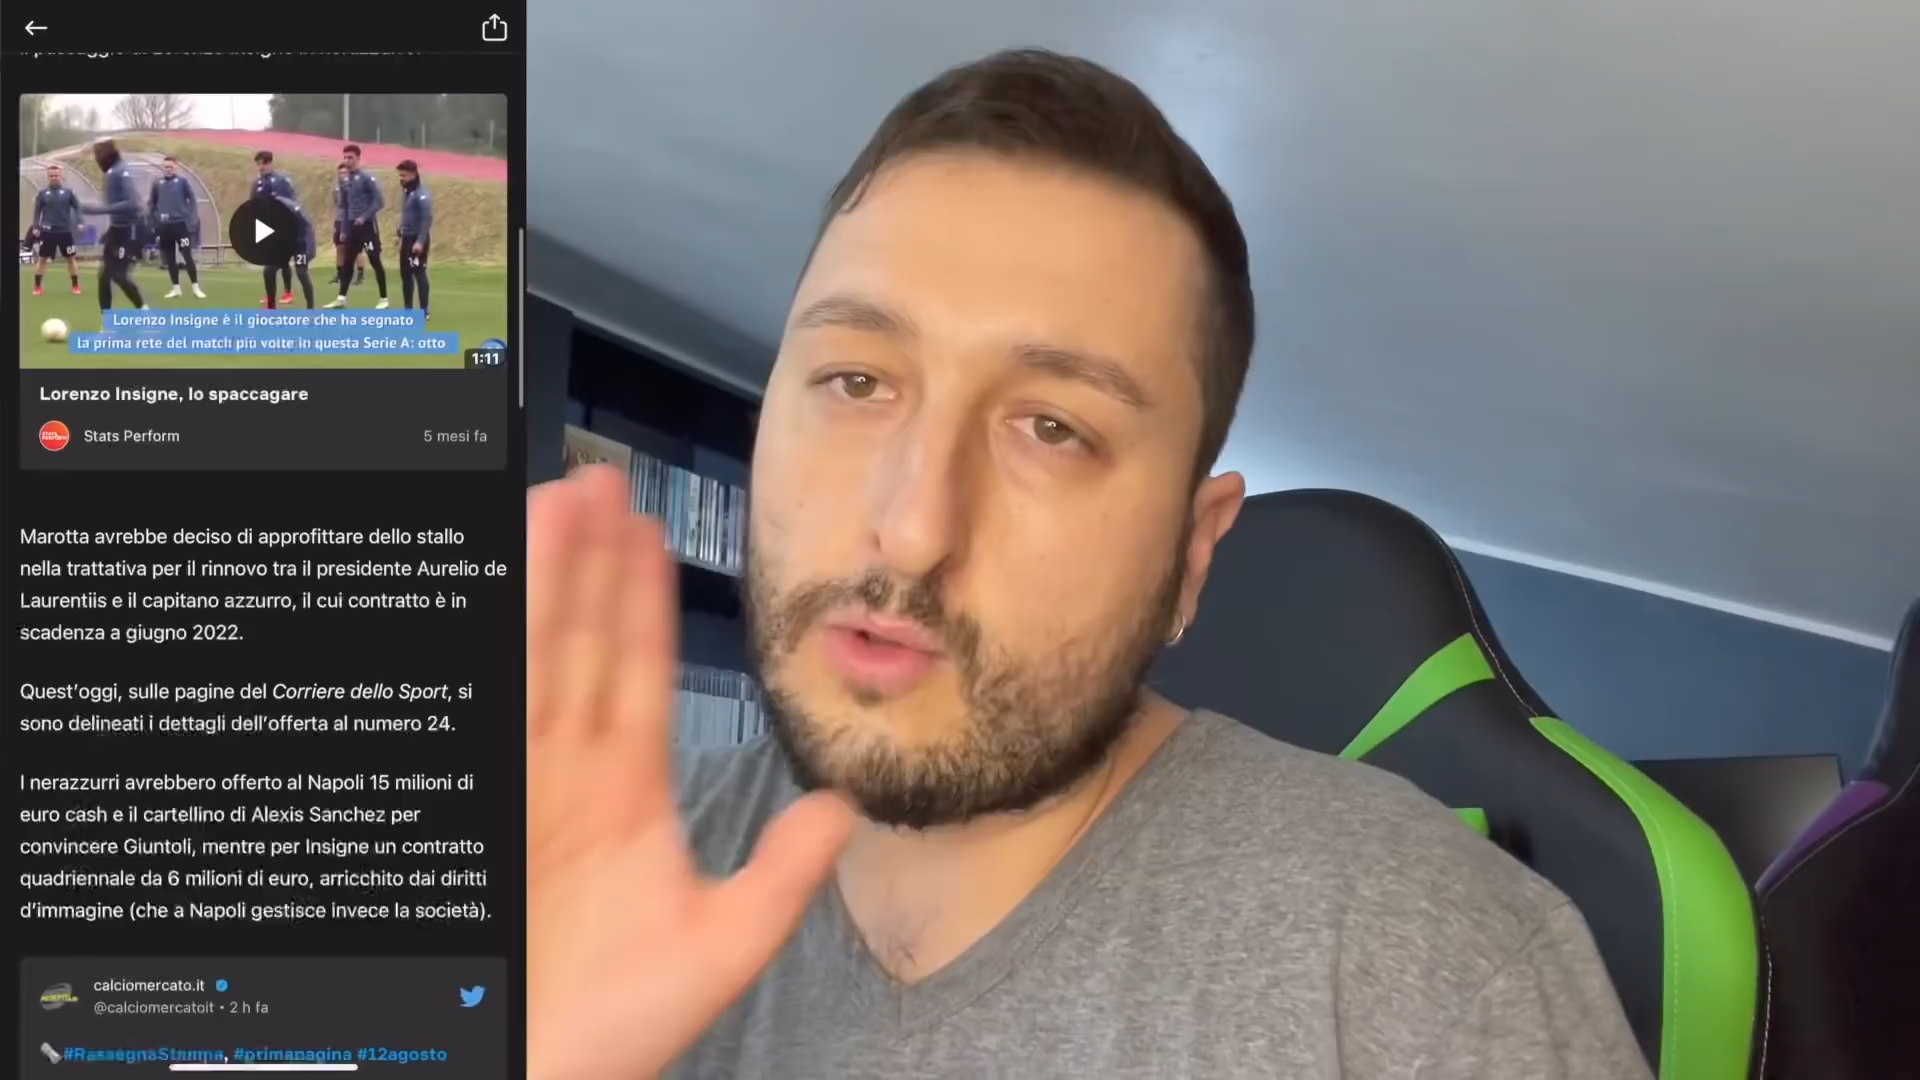 Lorenzo Insigne è il giocatore che ha segnato
la prima rete del match più volte in questa Serie A: otto
1:11
Lorenzo Insigne, lo spaccagare
Stats Perform
5 mesi fa
Marotta avrebbe deciso di approfittare dello stallo
nella trattativa per il rinnovo tra il presidente Aurelio de
Laurentiis e il capitano azzurro, il cui contratto è in
scadenza a giugno 2022.
Quest'oggi, sulle pagine del Corriere dello Sport, si
sono delineati i dettagli dell'offerta al numero 24.
I nerazzurri avrebbero offerto al Napoli 15 milioni di
euro cash e il cartellino di Alexis Sanchez per
convincere Giuntoli, mentre per Insigne un contratto
quadriennale da 6 milioni di euro, arricchito dai diritti
d'immagine (che a Napoli gestisce invece la società).
calciomercato.it
@calciomercatoit • 2 h fa
#RassegnaStampa, #primapagina #12agosto